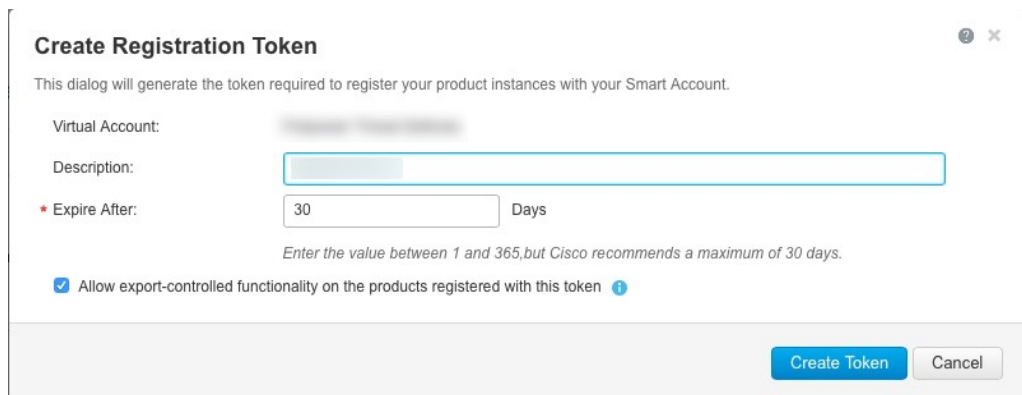 Create Registration Token
This dialog will generate the token required to register your product instances with your Smart Account.
Virtual Account:
Description:
* Expire After: 30 Days
Enter the value between 1 and 365,but Cisco recommends a maximum of 30 days.
Allow export-controlled functionality on the products registered with this token
Create Token Cancel